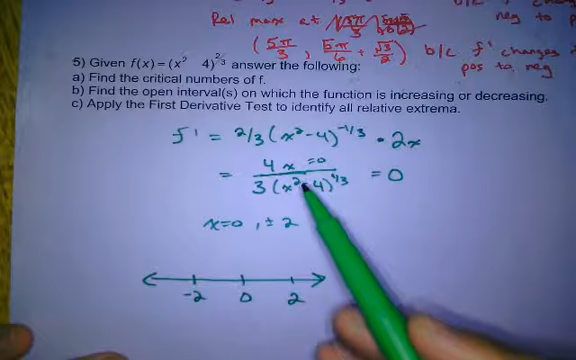 neg to p
Rel max at
(5π/3, 5π/6 + √3/2) b/c f' changes f
pos to neg
5) Given f(x) = (x² 4)^2/3 answer the following:
a) Find the critical numbers of f.
b) Find the open interval(s) on which the function is increasing or decreasing.
c) Apply the First Derivative Test to identify all relative extrema.
f' = 2/3 (x²-4)^-1/3 • 2x
= 4x =0 / 3(x²-4)^1/3 = 0
x=0, ±2
-2 0 2